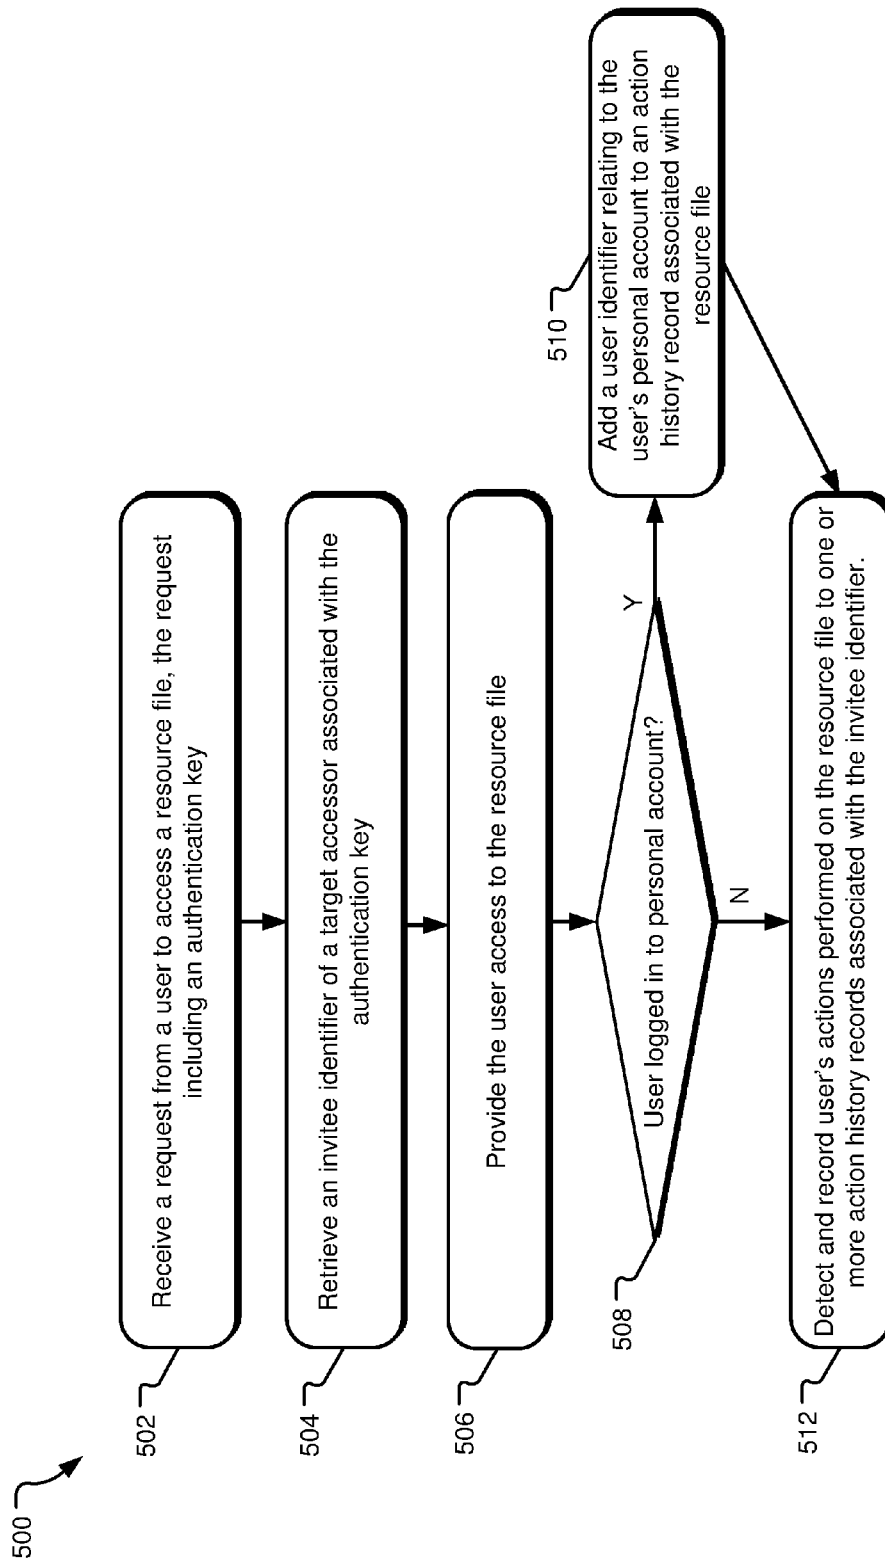 500
502
Receive a request from a user to access a resource file, the request
including an authentication key
504
Retrieve an invitee identifier of a target accessor associated with the
authentication key
506
Provide the user access to the resource file
508
User logged in to personal account?
Y
N
510
Add a user identifier relating to the
user's personal account to an action
history record associated with the
resource file
512
Detect and record user's actions performed on the resource file to one or
more action history records associated with the invitee identifier.